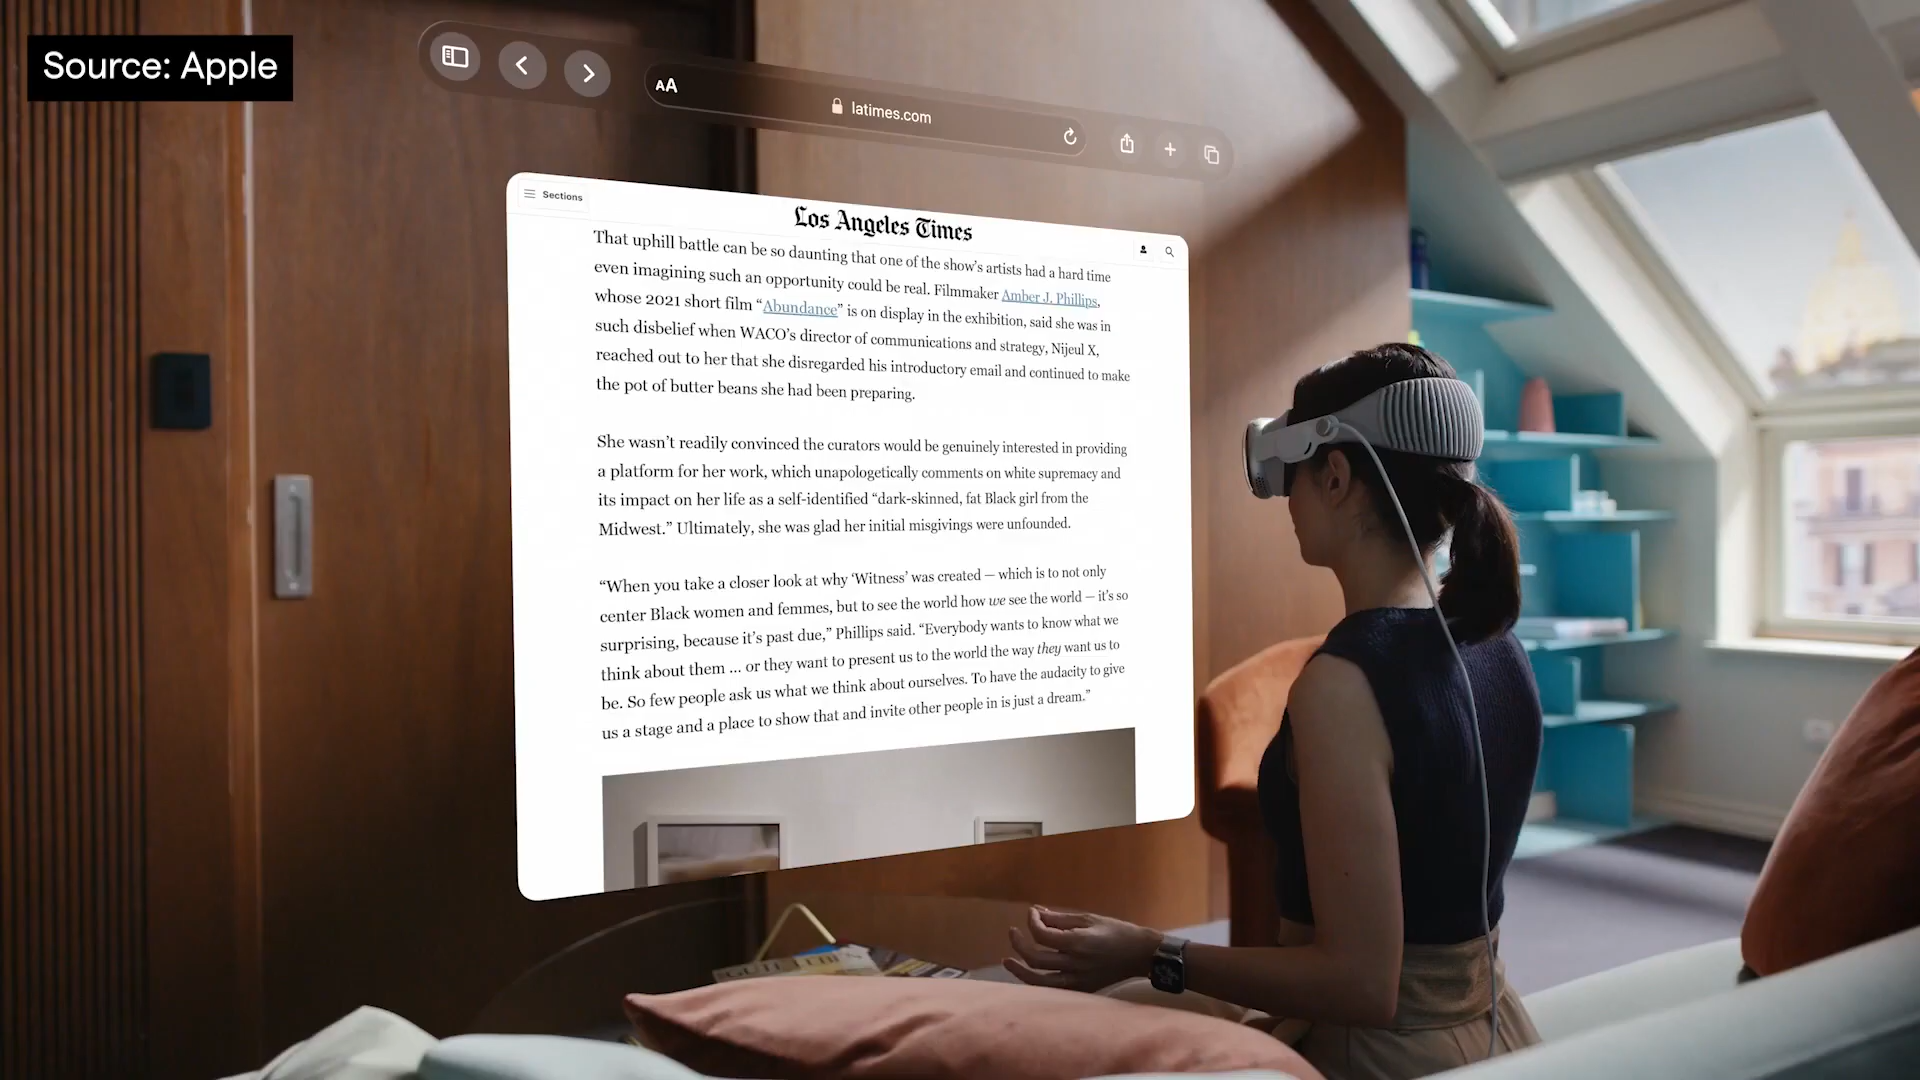 Source: Apple
AA
latimes.com
Sections
Los Angeles Times
That uphill battle can be so daunting that one of the show’s artists had a hard time
even imagining such an opportunity could be real. Filmmaker Amber J. Phillips,
whose 2021 short film “Abundance” is on display in the exhibition, said she was in
such disbelief when WACO’s director of communications and strategy, Nijeul X,
reached out to her that she disregarded his introductory email and continued to make
the pot of butter beans she had been preparing.
She wasn’t readily convinced the curators would be genuinely interested in providing
a platform for her work, which unapologetically comments on white supremacy and
its impact on her life as a self-identified “dark-skinned, fat Black girl from the
Midwest.” Ultimately, she was glad her initial misgivings were unfounded.
“When you take a closer look at why ‘Witness’ was created — which is to not only
center Black women and femmes, but to see the world how we see the world — it’s so
surprising, because it’s past due,” Phillips said. “Everybody wants to know what we
think about them ... or they want to present us to the world the way they want us to
be. So few people ask us what we think about ourselves. To have the audacity to give
us a stage and a place to show that and invite other people in is just a dream.”